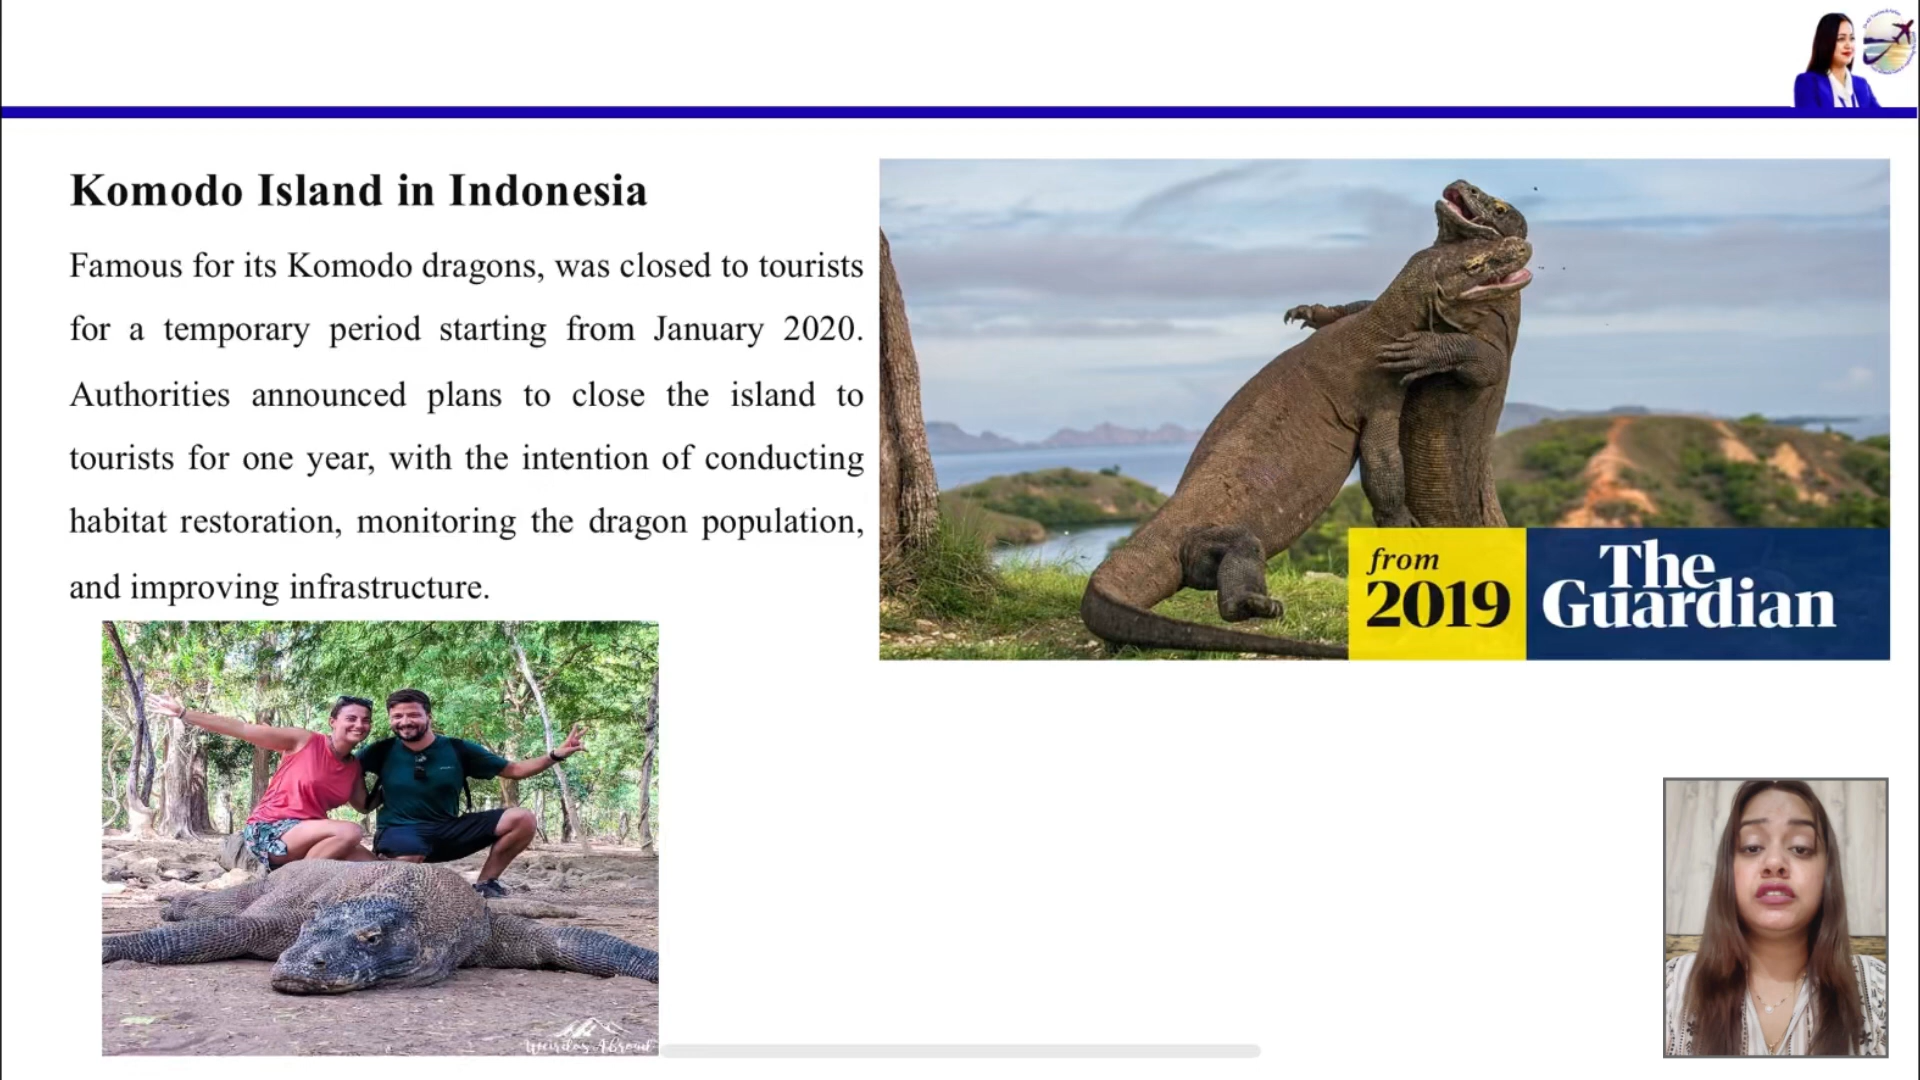 Komodo Island in Indonesia
Famous for its Komodo dragons, was closed to tourists
for a temporary period starting from January 2020.
Authorities announced plans to close the island to
tourists for one year, with the intention of conducting
habitat restoration, monitoring the dragon population,
and improving infrastructure.
from
2019
The
Guardian
Weirdos Abroad